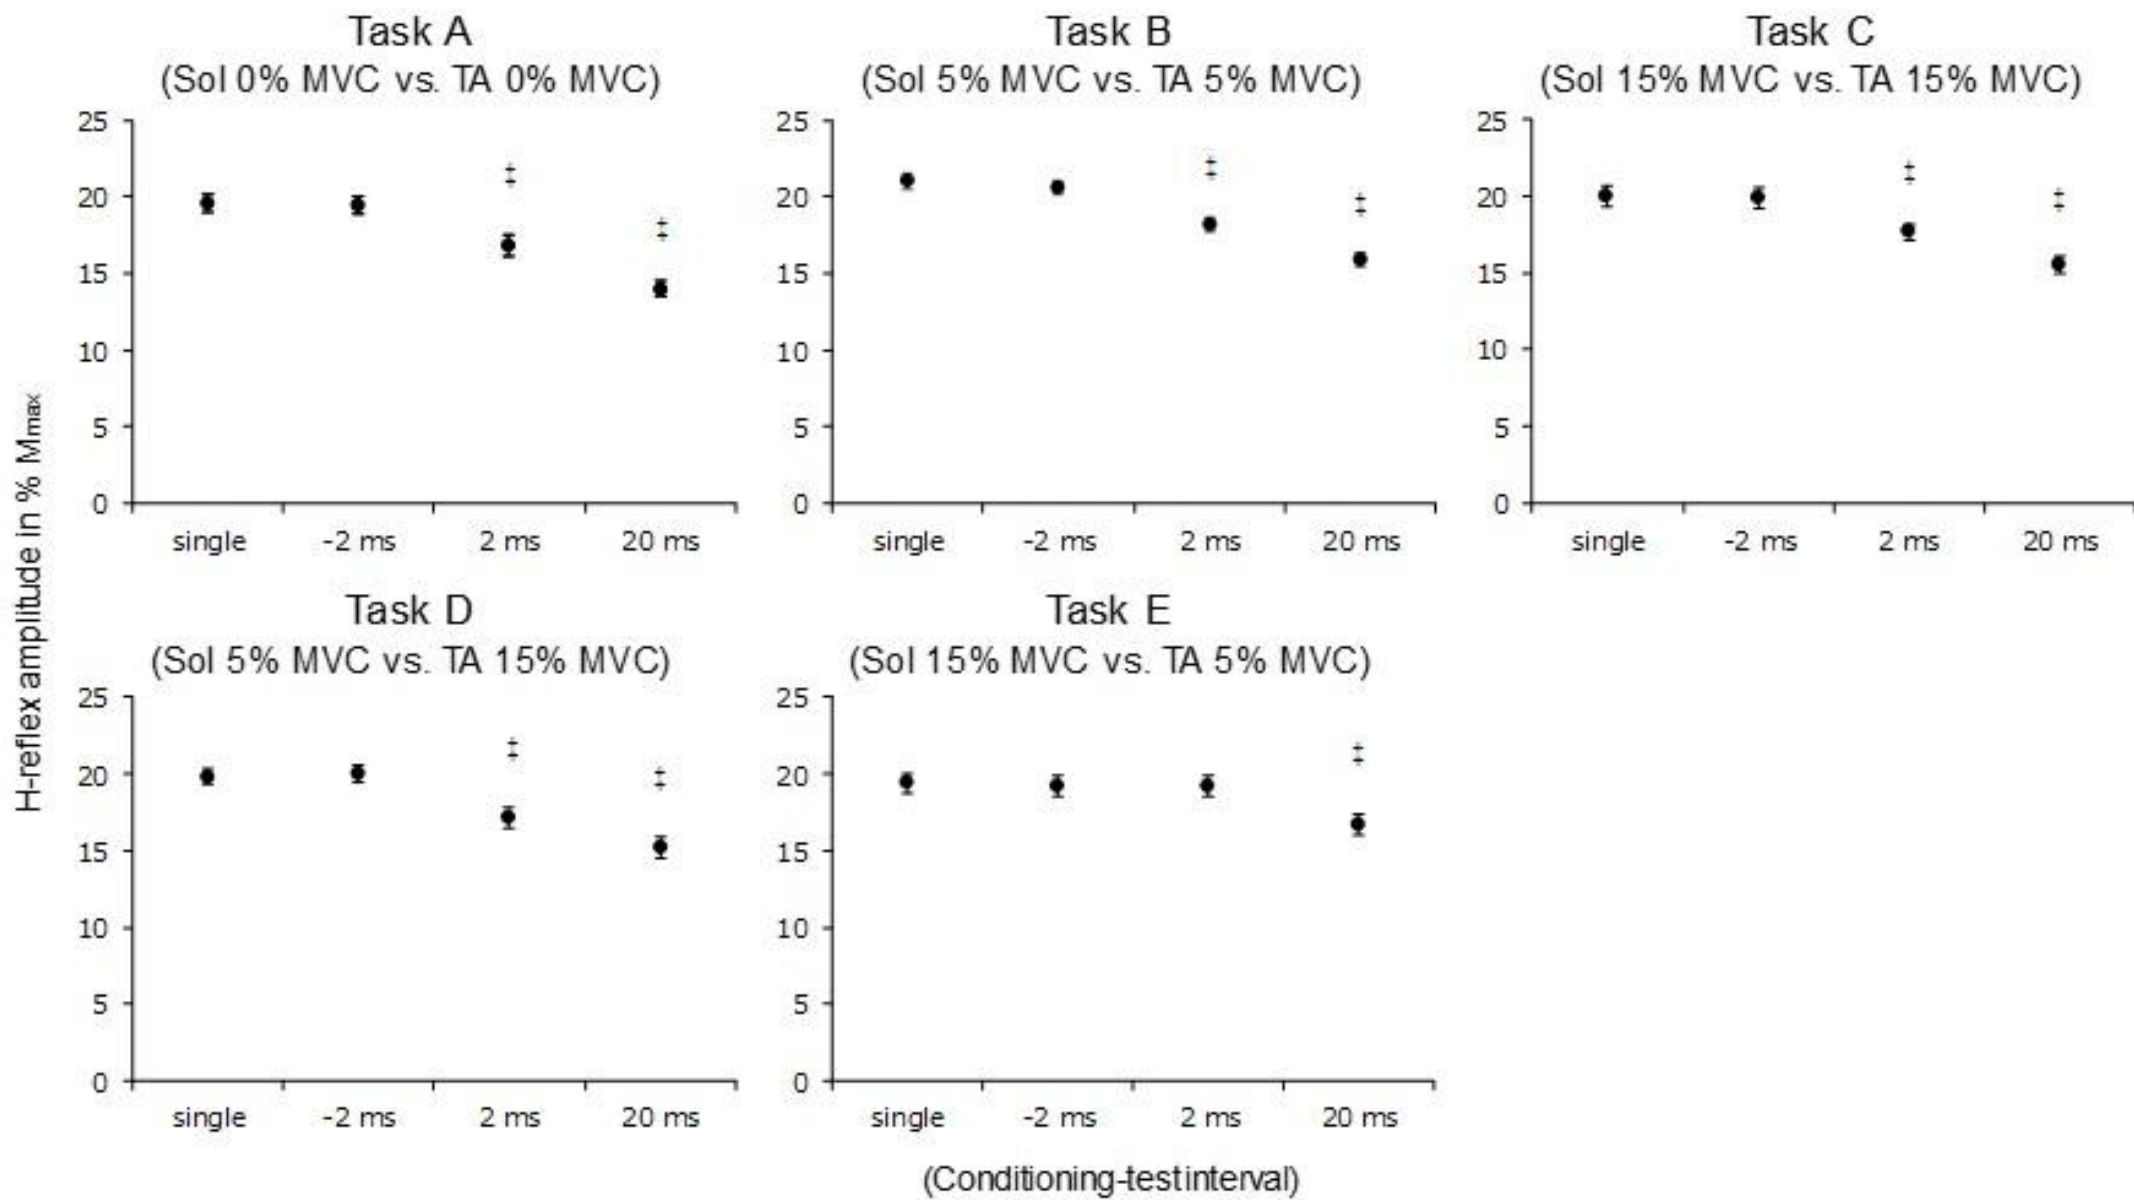 Task A
(Sol 0% MVC vs. TA 0% MVC)
25
20
15
10
5
0
single -2 ms 2 ms 20 ms
‡
‡
Task B
(Sol 5% MVC vs. TA 5% MVC)
25
20
15
10
5
0
single -2 ms 2 ms 20 ms
‡
‡
Task C
(Sol 15% MVC vs. TA 15% MVC)
25
20
15
10
5
0
single -2 ms 2 ms 20 ms
‡
‡
H-reflex amplitude in % Mmax
Task D
(Sol 5% MVC vs. TA 15% MVC)
25
20
15
10
5
0
single -2 ms 2 ms 20 ms
‡
‡
Task E
(Sol 15% MVC vs. TA 5% MVC)
25
20
15
10
5
0
single -2 ms 2 ms 20 ms
‡
(Conditioning-testinterval)